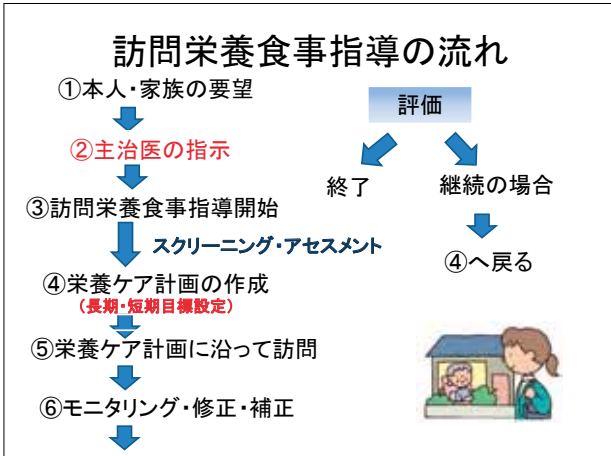 訪問栄養食事指導の流れ
①本人・家族の要望
②主治医の指示
③訪問栄養食事指導開始
スクリーニング・アセスメント
④栄養ケア計画の作成
(長期・短期目標設定)
⑤栄養ケア計画に沿って訪問
⑥モニタリング・修正・補正
評価
終了
継続の場合
④へ戻る